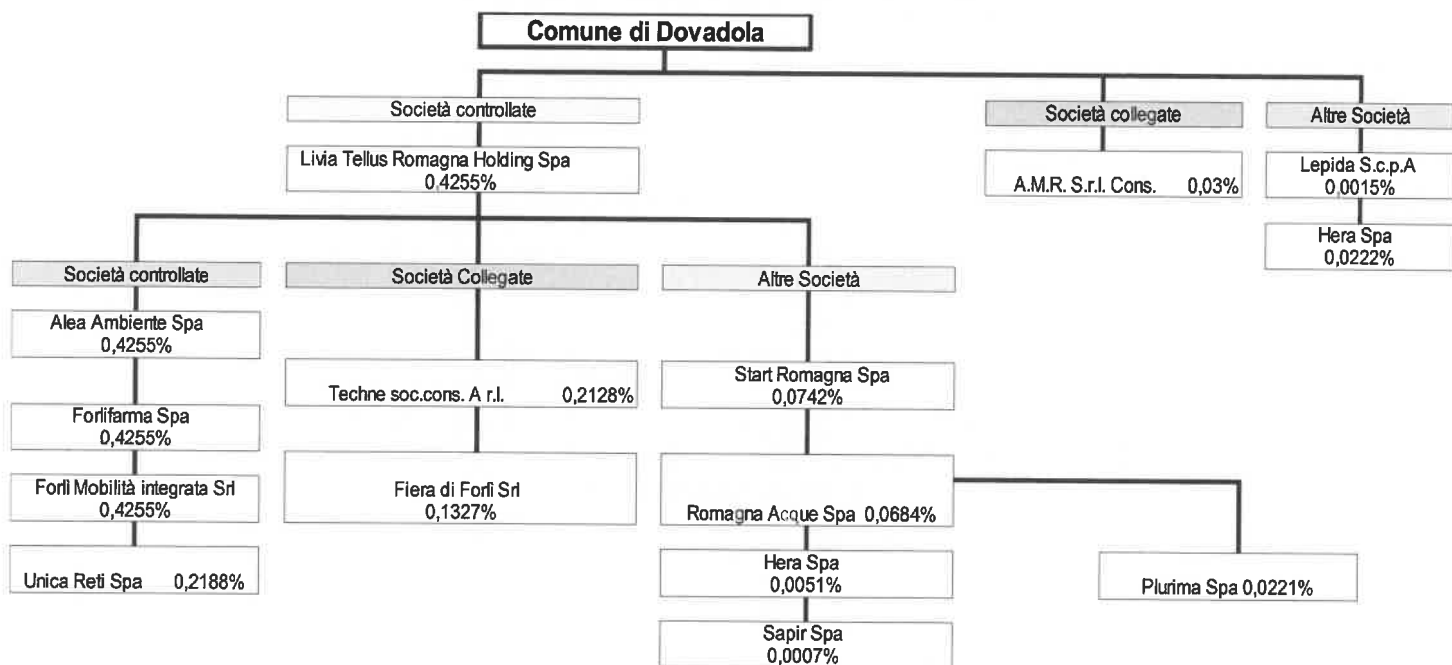 Comune di Dovadola
Società controllate
Società collegate
Altre Società
Livia Tellus Romagna Holding Spa
0,4255%
A.M.R. S.r.l. Cons. 0,03%
Lepida S.c.p.A
0,0015%
Hera Spa
0,0222%
Società controllate
Società Collegate
Altre Società
Alea Ambiente Spa
0,4255%
Techne soc.cons. A r.l. 0,2128%
Start Romagna Spa
0,0742%
Forlifarma Spa
0,4255%
Forlì Mobilità integrata Srl
0,4255%
Fiera di Forlì Srl
0,1327%
Romagna Acque Spa 0,0684%
Unica Reti Spa 0,2188%
Hera Spa
0,0051%
Plurima Spa 0,0221%
Sapir Spa
0,0007%